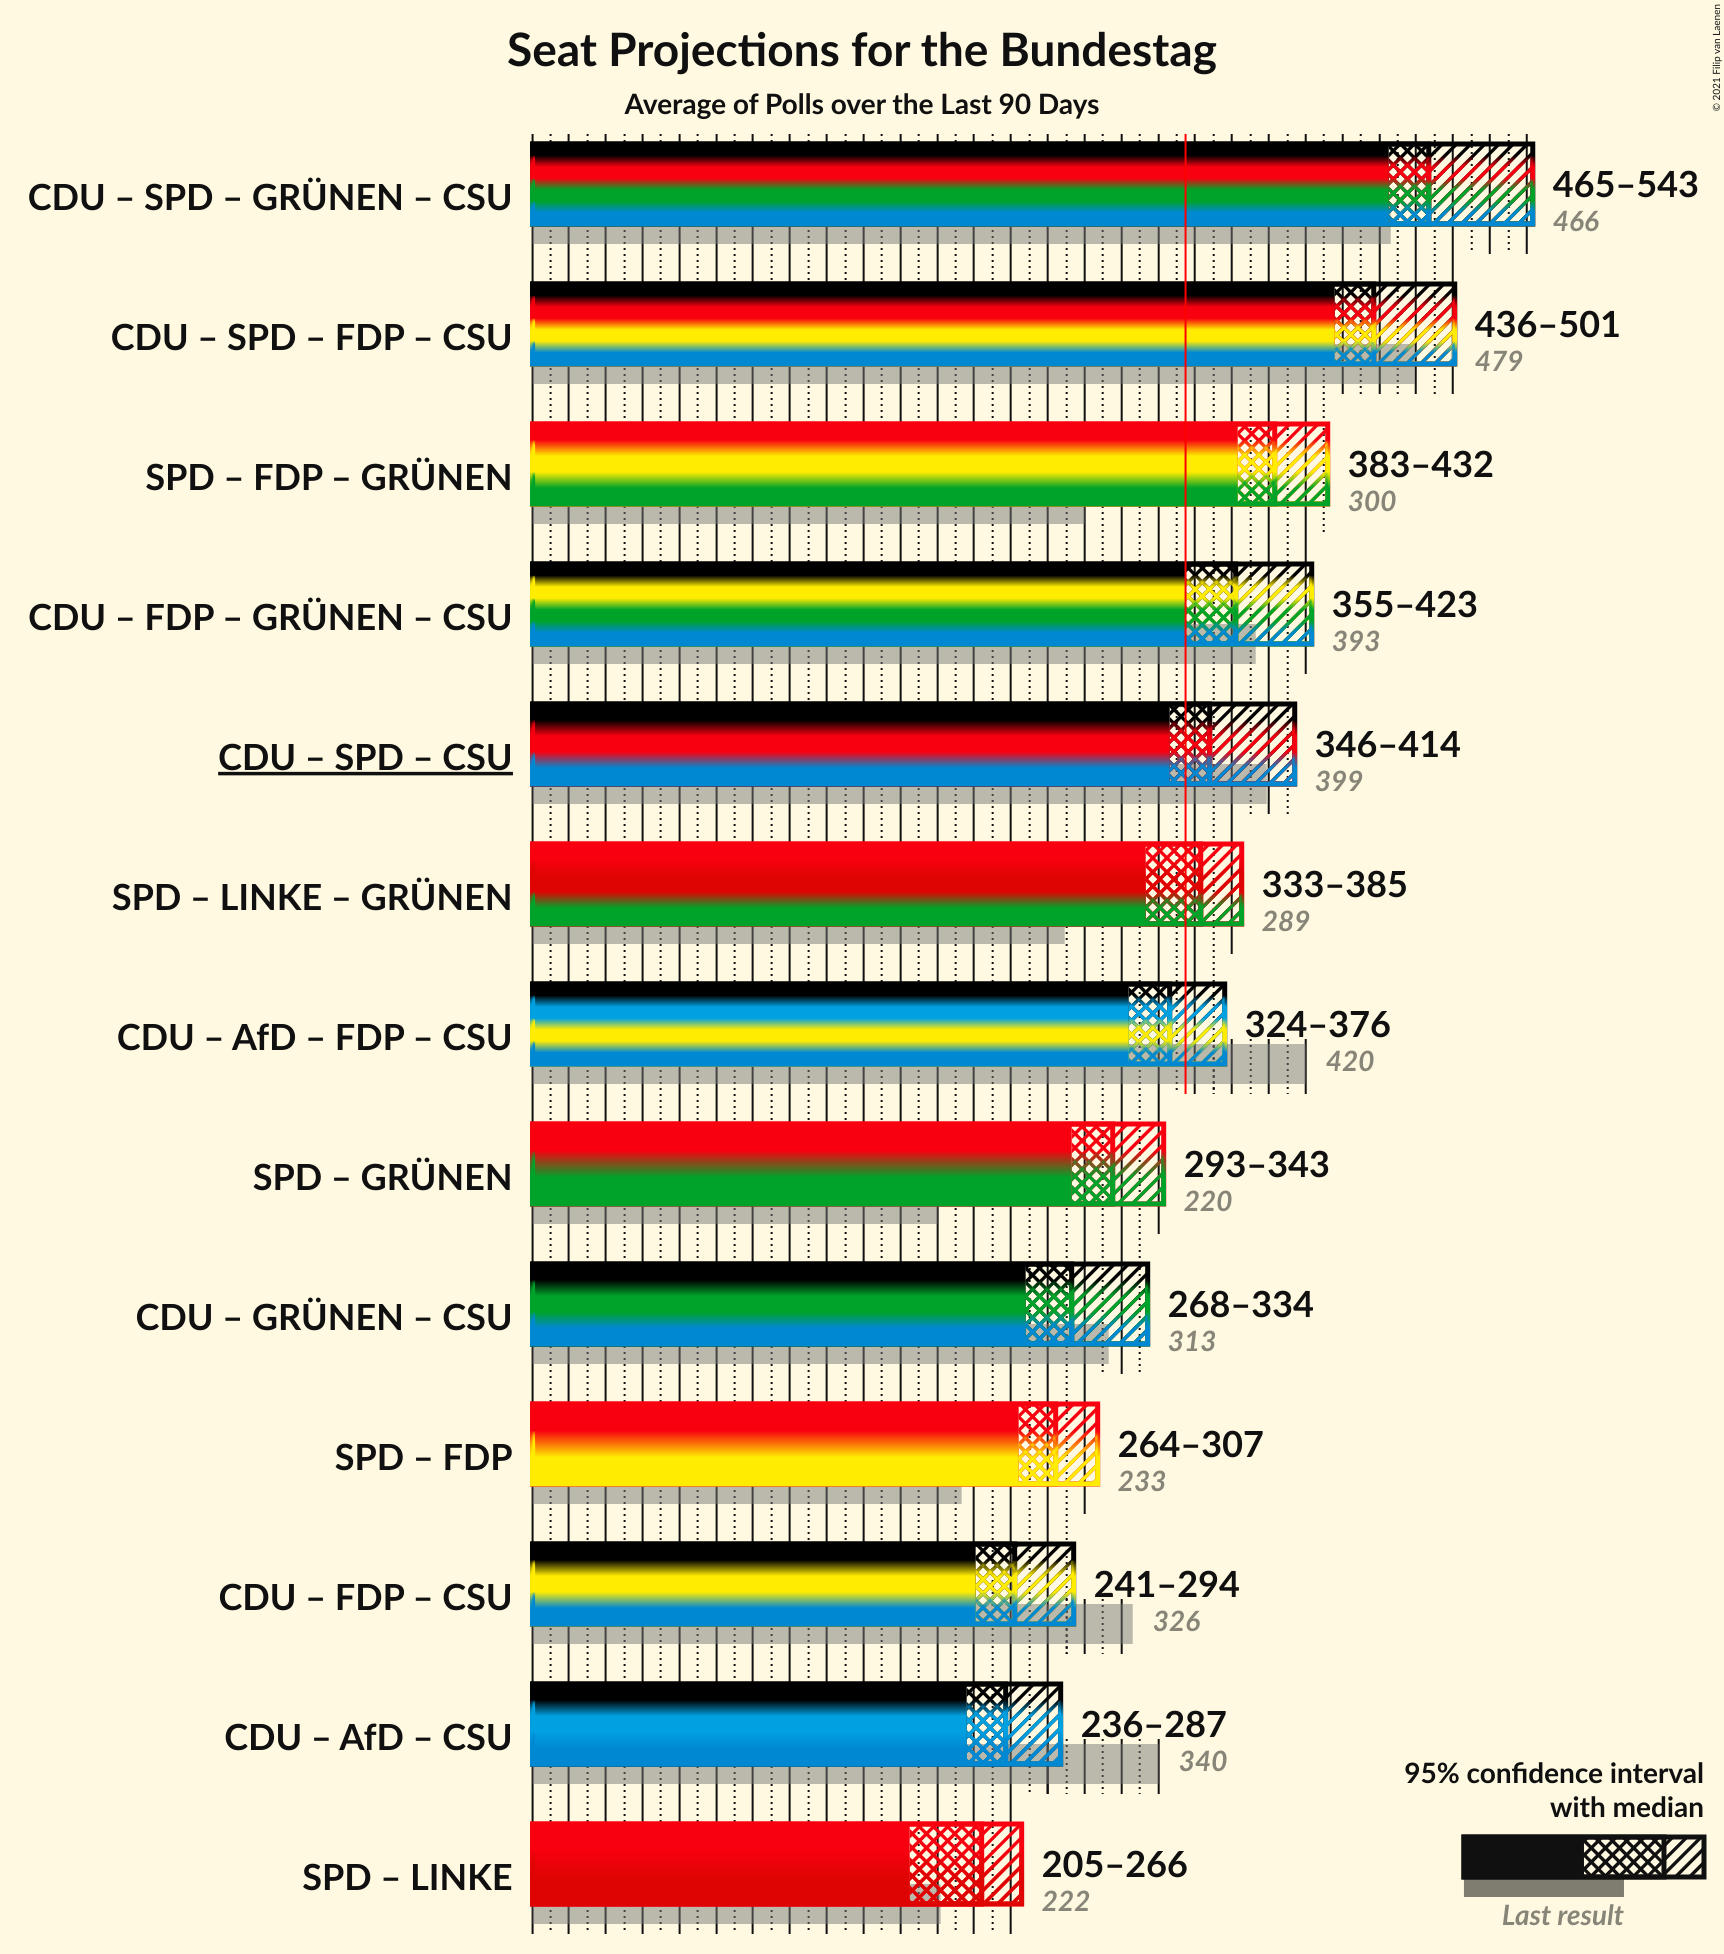 Seat Projections for the Bundestag
Average of Polls over the Last 90 Days
© 2021 Filip van Laenen
CDU – SPD – GRÜNEN – CSU
465–543
466
CDU – SPD – FDP – CSU
436–501
479
SPD – FDP – GRÜNEN
383–432
300
CDU – FDP – GRÜNEN – CSU
355–423
393
CDU – SPD – CSU
346–414
399
SPD – LINKE – GRÜNEN
333–385
289
CDU – AfD – FDP – CSU
324–376
420
SPD – GRÜNEN
293–343
220
CDU – GRÜNEN – CSU
268–334
313
SPD – FDP
264–307
233
CDU – FDP – CSU
241–294
326
CDU – AfD – CSU
236–287
340
SPD – LINKE
205–266
222
95% confidence interval
with median
Last result